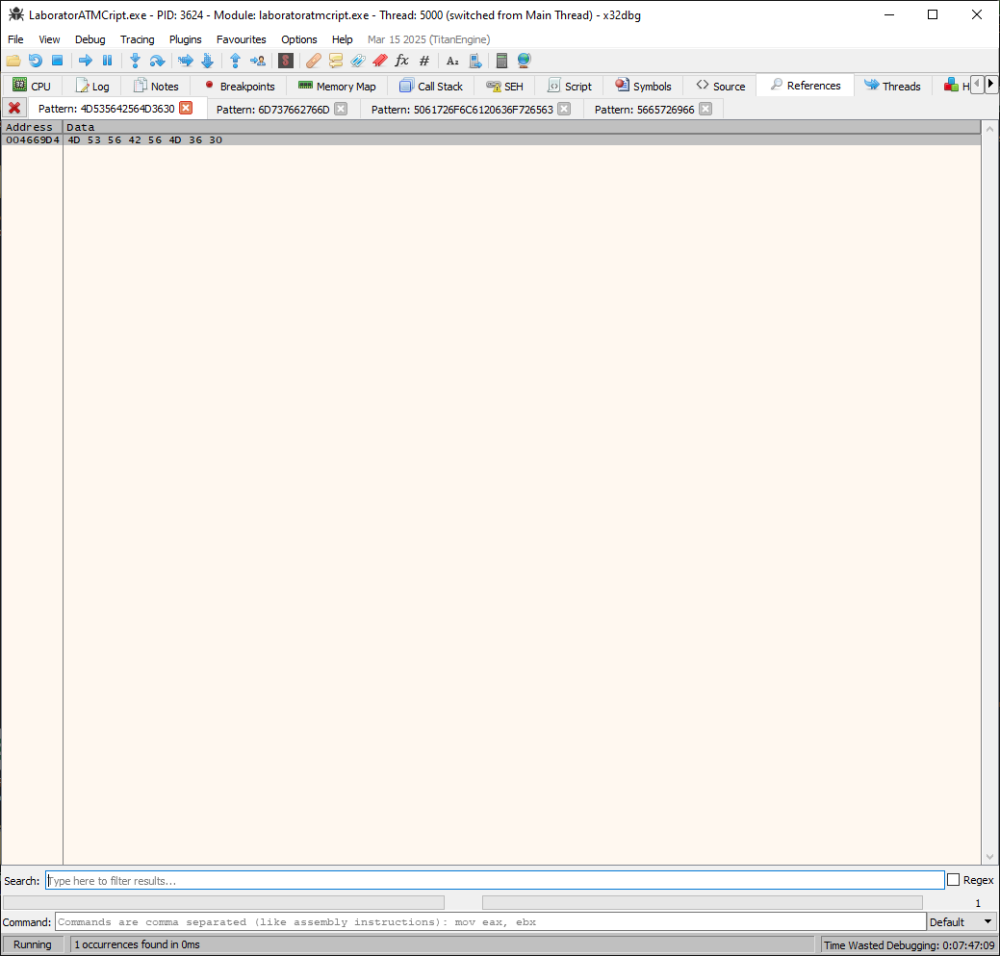 LaboratorATMCript.exe - PID: 3624 - Module: laboratoratmcript.exe - Thread: 5000 (switched from Main Thread) - x32dbg
File View Debug Tracing Plugins Favourites Options Help Mar 15 2025 (TitanEngine)
CPU Log Notes Breakpoints Memory Map Call Stack SEH Script Symbols Source References Threads H
Pattern: 4D535642564D3630 Pattern: 6D737662766D Pattern: 5061726F6C6120636F726563 Pattern: 5665726966
Address Data
004669D4 4D 53 56 42 56 4D 36 30
Search: Type here to filter results... Regex
1
Command: Commands are comma separated (like assembly instructions): mov eax, ebx Default
Running 1 occurrences found in 0ms Time Wasted Debugging: 0:07:47:09